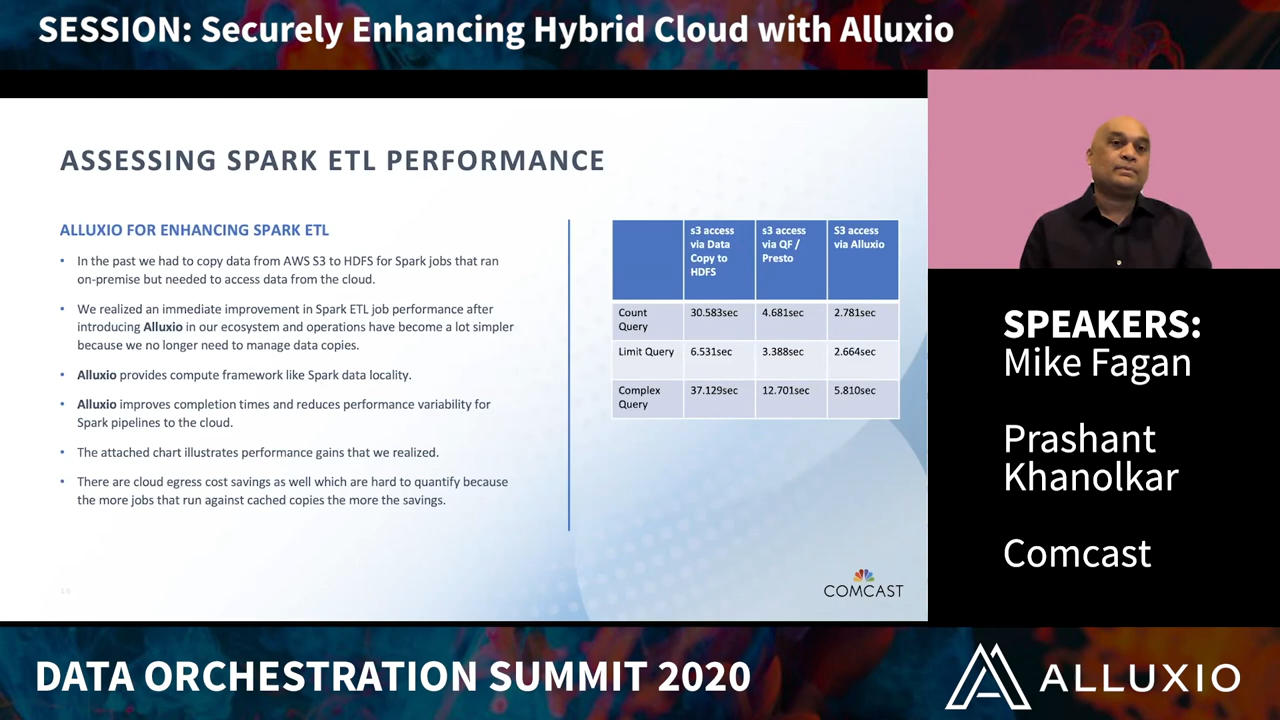 SESSION: Securely Enhancing Hybrid Cloud with Alluxio
ASSESSING SPARK ETL PERFORMANCE
ALLUXIO FOR ENHANCING SPARK ETL
• In the past we had to copy data from AWS S3 to HDFS for Spark jobs that ran
on-premise but needed to access data from the cloud.
• We realized an immediate improvement in Spark ETL job performance after
introducing Alluxio in our ecosystem and operations have become a lot simpler
because we no longer need to manage data copies.
• Alluxio provides compute framework like Spark data locality.
• Alluxio improves completion times and reduces performance variability for
Spark pipelines to the cloud.
• The attached chart illustrates performance gains that we realized.
• There are cloud egress cost savings as well which are hard to quantify because
the more jobs that run against cached copies the more the savings.
s3 access
via Data
Copy to
HDFS
s3 access
via QF /
Presto
S3 access
via Alluxio
Count
Query
30.583sec
4.681sec
2.781sec
Limit Query
6.531sec
3.388sec
2.664sec
Complex
Query
37.129sec
12.701sec
5.810sec
COMCAST
SPEAKERS:
Mike Fagan
Prashant
Khanolkar
Comcast
DATA ORCHESTRATION SUMMIT 2020
ALLUXIO